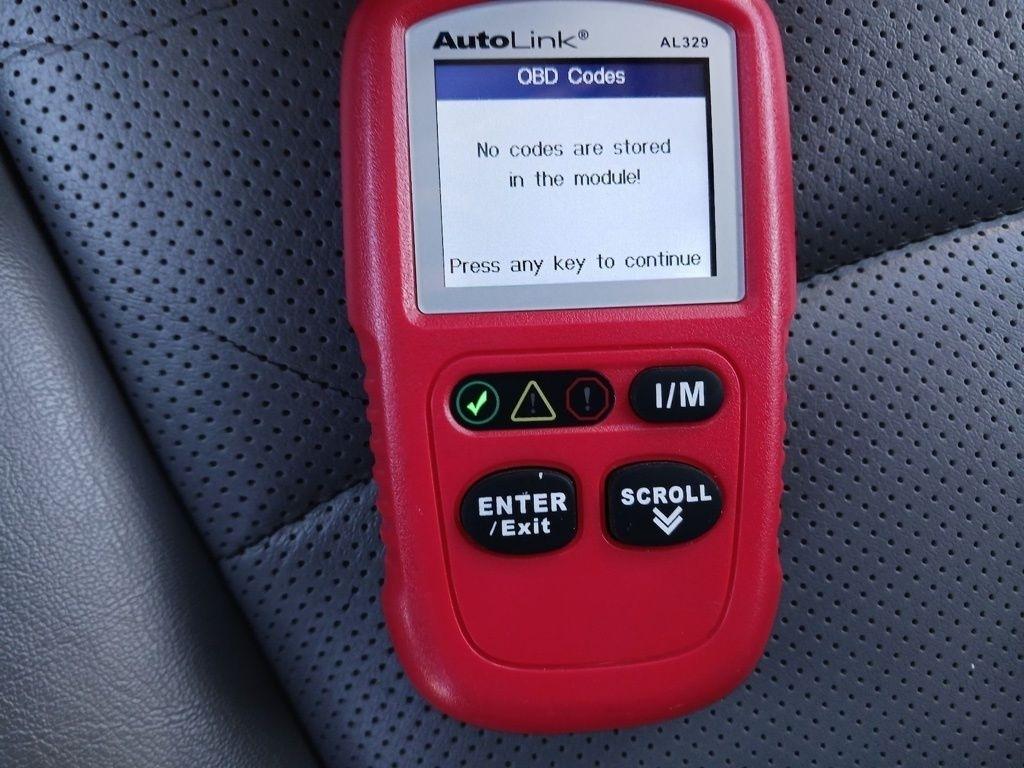 AutoLink® AL329
OBD Codes
No codes are stored
in the module!
Press any key to continue
I/M
ENTER
/Exit
SCROLL